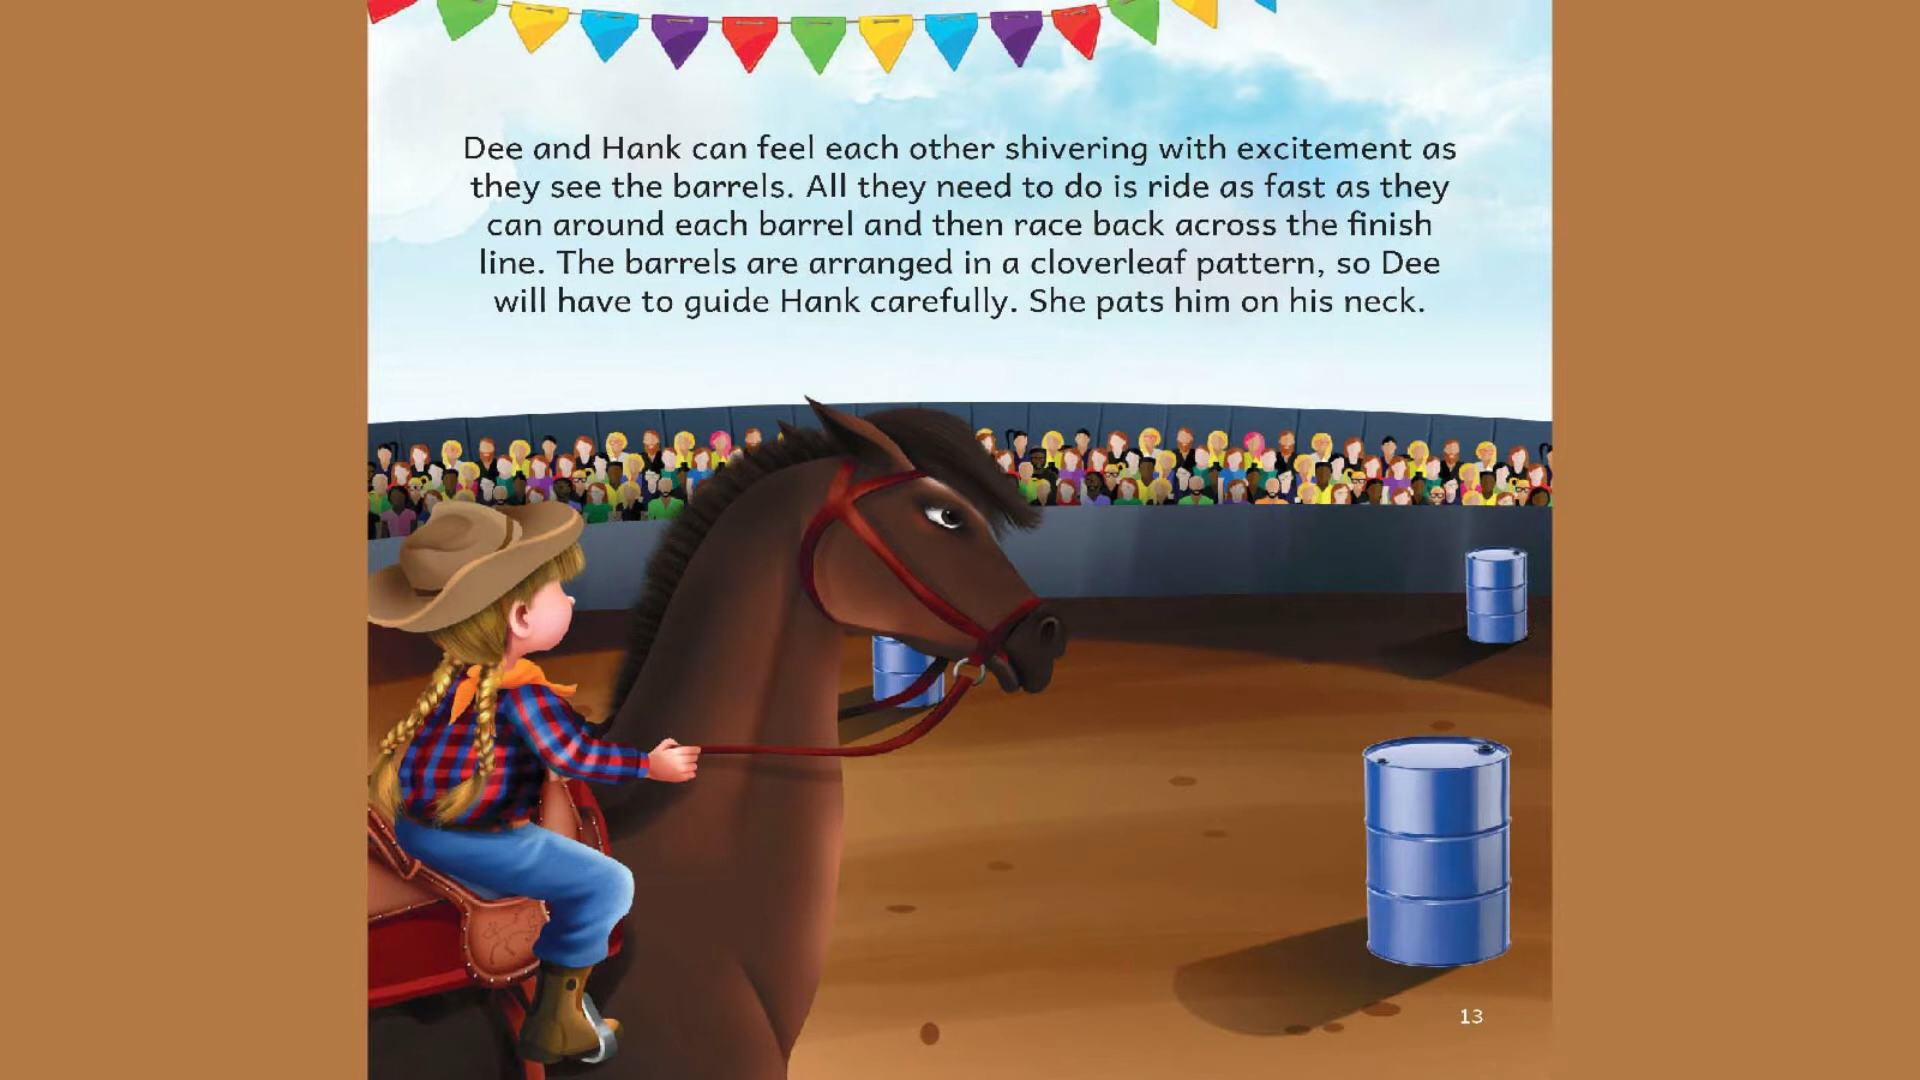 Dee and Hank can feel each other shivering with excitement as
they see the barrels. All they need to do is ride as fast as they
can around each barrel and then race back across the finish
line. The barrels are arranged in a cloverleaf pattern, so Dee
will have to guide Hank carefully. She pats him on his neck.
13